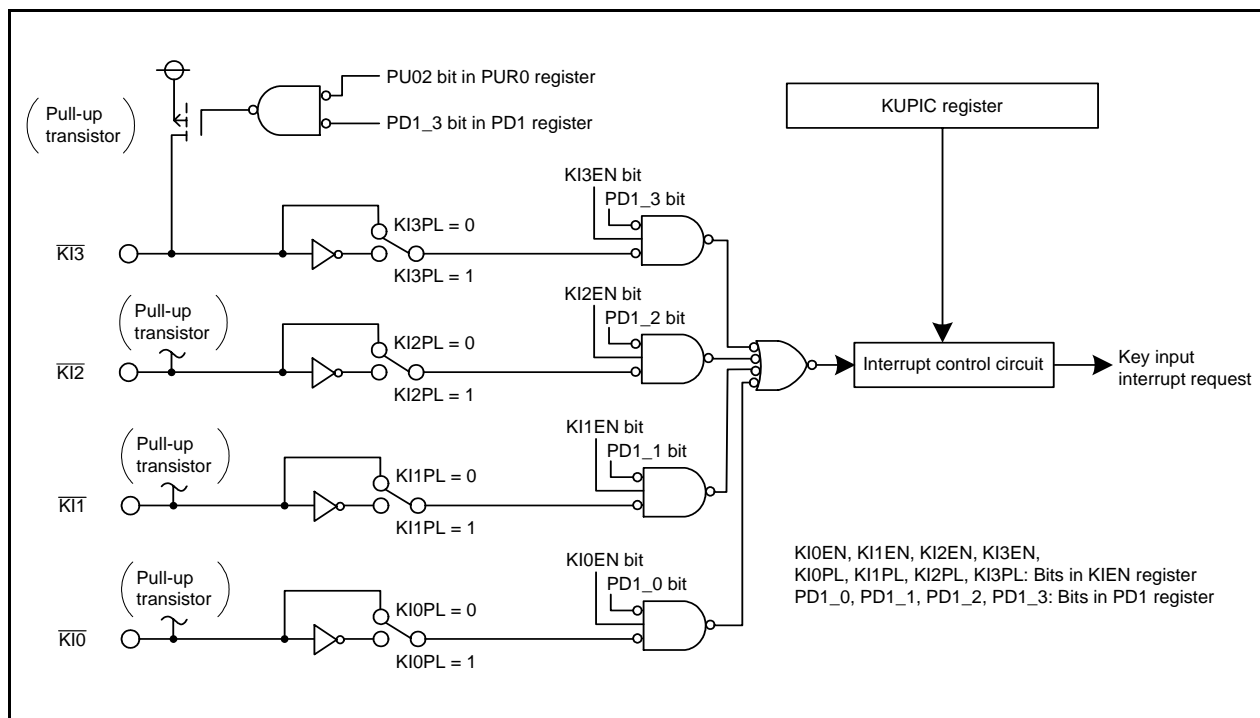 PU02 bit in PUR0 register
(Pull-up
transistor)
PD1_3 bit in PD1 register
KUPIC register
KI3EN bit
PD1_3 bit
KI3PL = 0
K̅I̅3̅
KI3PL = 1
(Pull-up
transistor)
KI2EN bit
PD1_2 bit
KI2PL = 0
K̅I̅2̅
KI2PL = 1
Interrupt control circuit
Key input
interrupt request
(Pull-up
transistor)
KI1EN bit
PD1_1 bit
KI1PL = 0
K̅I̅1̅
KI1PL = 1
(Pull-up
transistor)
KI0EN bit
PD1_0 bit
KI0PL = 0
K̅I̅0̅
KI0PL = 1
KI0EN, KI1EN, KI2EN, KI3EN,
KI0PL, KI1PL, KI2PL, KI3PL: Bits in KIEN register
PD1_0, PD1_1, PD1_2, PD1_3: Bits in PD1 register